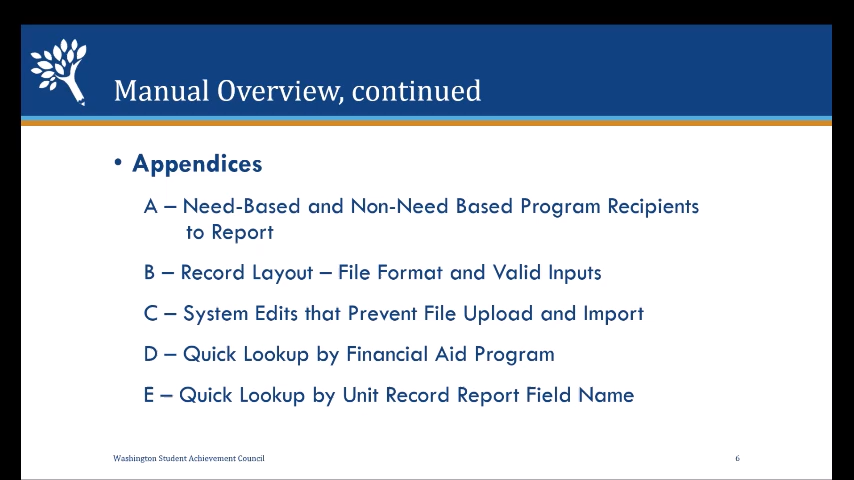 Manual Overview, continued
• Appendices
A – Need-Based and Non-Need Based Program Recipients
to Report
B – Record Layout – File Format and Valid Inputs
C – System Edits that Prevent File Upload and Import
D – Quick Lookup by Financial Aid Program
E – Quick Lookup by Unit Record Report Field Name
Washington Student Achievement Council
6